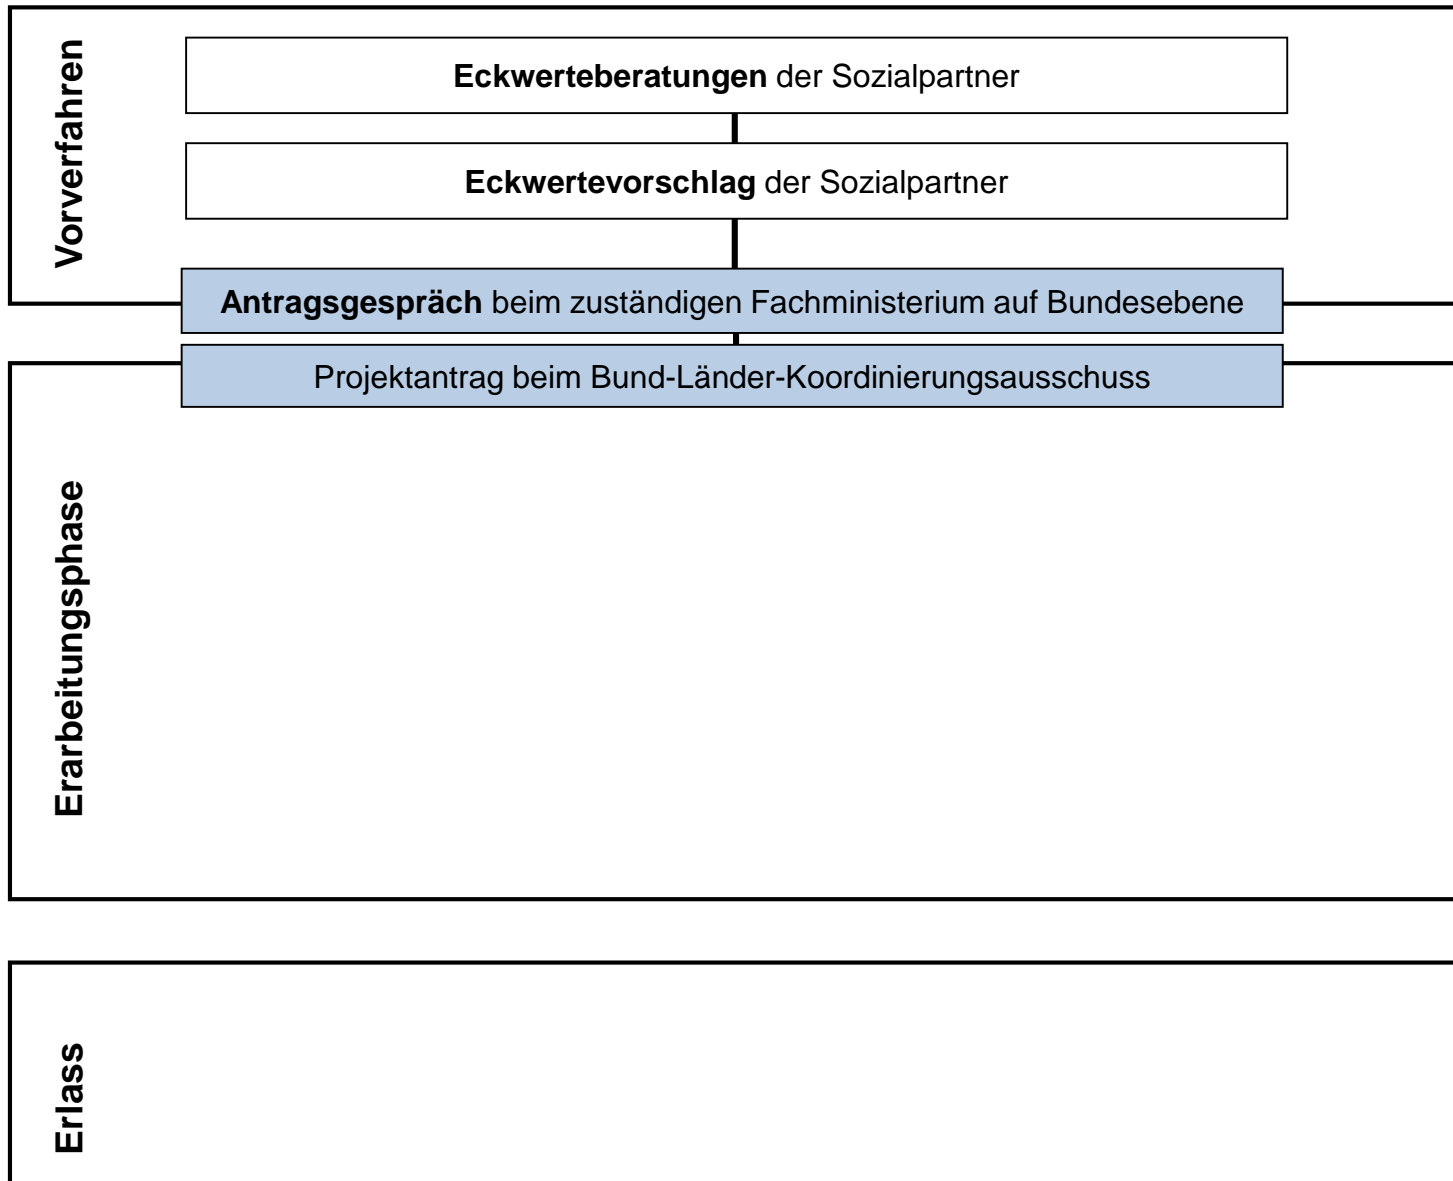 Vorverfahren
Eckwerteberatungen der Sozialpartner
Eckwertevorschlag der Sozialpartner
Antragsgespräch beim zuständigen Fachministerium auf Bundesebene
Projektantrag beim Bund-Länder-Koordinierungsausschuss
Erarbeitungsphase
Erlass